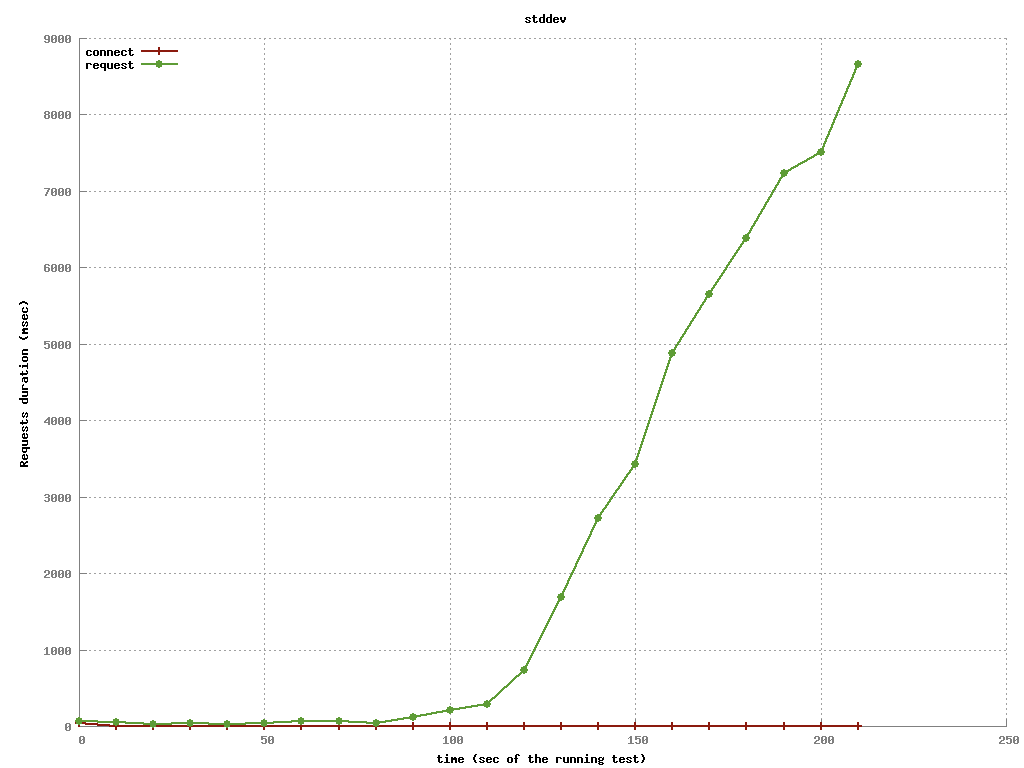 stddev
connect
request
9000
8000
7000
6000
5000
4000
3000
2000
1000
0
Requests duration (msec)
0 50 100 150 200 250
time (sec of the running test)